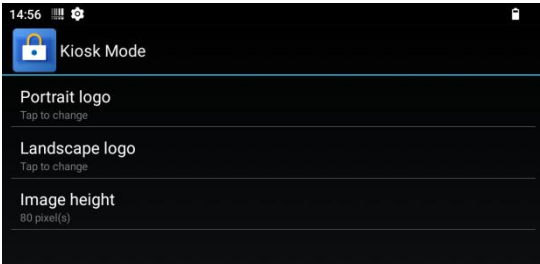 14:56
Kiosk Mode
Portrait logo
Tap to change
Landscape logo
Tap to change
Image height
80 pixel(s)